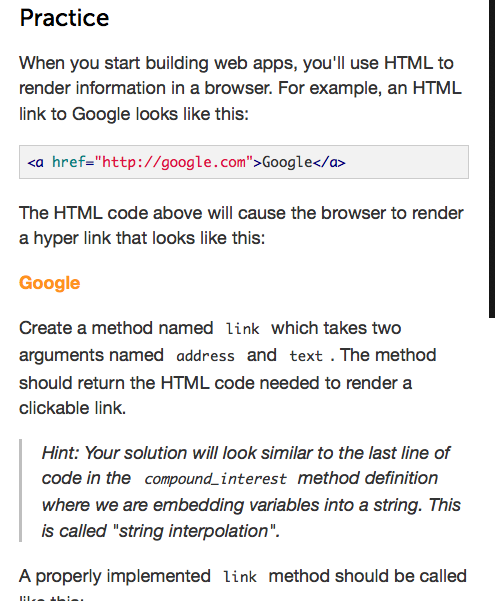 Practice
When you start building web apps, you'll use HTML to
render information in a browser. For example, an HTML
link to Google looks like this:
<a href="http://google.com">Google</a>
The HTML code above will cause the browser to render
a hyper link that looks like this:
Google
Create a method named link which takes two
arguments named address and text . The method
should return the HTML code needed to render a
clickable link.
Hint: Your solution will look similar to the last line of
code in the compound_interest method definition
where we are embedding variables into a string. This
is called "string interpolation".
A properly implemented link method should be called
like this: